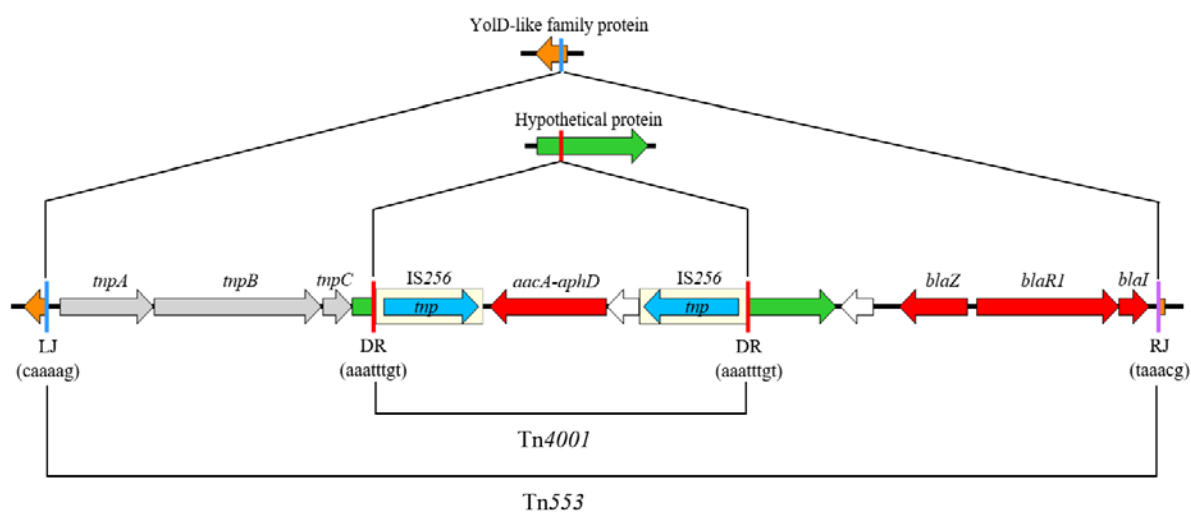 YolD-like family protein
Hypothetical protein
tnpA tnpB tnpC IS256 aacA-aphD IS256 blaZ blaR1 blaI
tnp tnp
LJ DR DR RJ
(caaaag) (aaatttgt) (aaatttgt) (taaacg)
Tn4001
Tn553